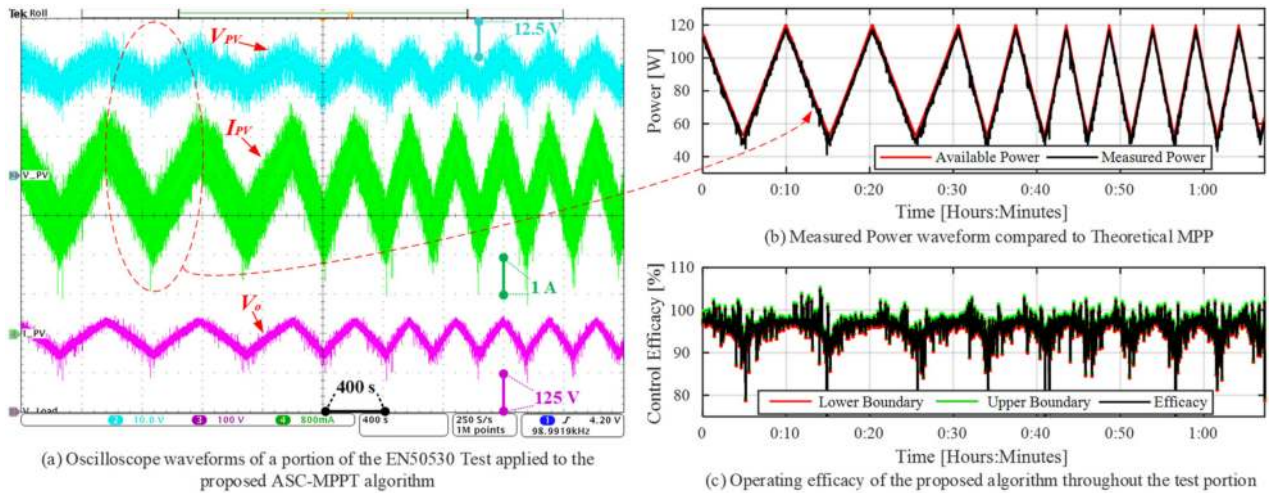 Tek Roll
V_PV
12.5 V
I_PV
V_PV
1 A
V_o
I_PV
400 s
125 V
V_Load
2 10.0 V 3 100 V 4 800mA 400 s 250 S/s 1M points 1 4.20 V 98.9919kHz
(a) Oscilloscope waveforms of a portion of the EN50530 Test applied to the
proposed ASC-MPPT algorithm
Power [W]
120
100
80
60
40
Available Power Measured Power
0 0:10 0:20 0:30 0:40 0:50 1:00
Time [Hours:Minutes]
(b) Measured Power waveform compared to Theoretical MPP
Control Efficacy [%]
110
100
90
80
Lower Boundary Upper Boundary Efficacy
0 0:10 0:20 0:30 0:40 0:50 1:00
Time [Hours:Minutes]
(c) Operating efficacy of the proposed algorithm throughout the test portion